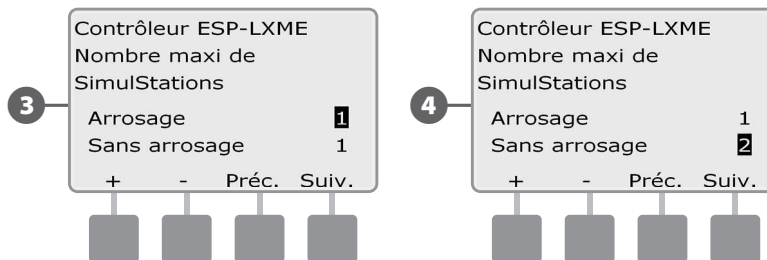 3
Contrôleur ESP-LXME
Nombre maxi de
SimulStations
Arrosage 1
Sans arrosage 1
+ - Préc. Suiv.
4
Contrôleur ESP-LXME
Nombre maxi de
SimulStations
Arrosage 1
Sans arrosage 2
+ - Préc. Suiv.